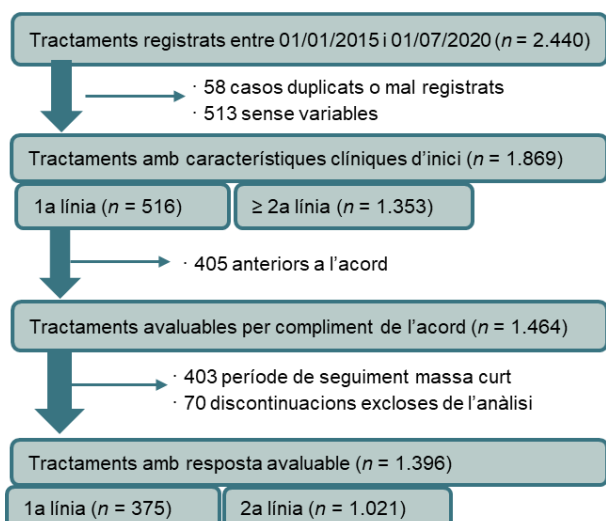 Tractaments registrats entre 01/01/2015 i 01/07/2020 (n = 2.440)
· 58 casos duplicats o mal registrats
· 513 sense variables
Tractaments amb característiques clíniques d'inici (n = 1.869)
1a línia (n = 516)
≥ 2a línia (n = 1.353)
· 405 anteriors a l'acord
Tractaments avaluables per compliment de l'acord (n = 1.464)
· 403 període de seguiment massa curt
· 70 discontinuacions excloses de l'anàlisi
Tractaments amb resposta avaluable (n = 1.396)
1a línia (n = 375)
2a línia (n = 1.021)